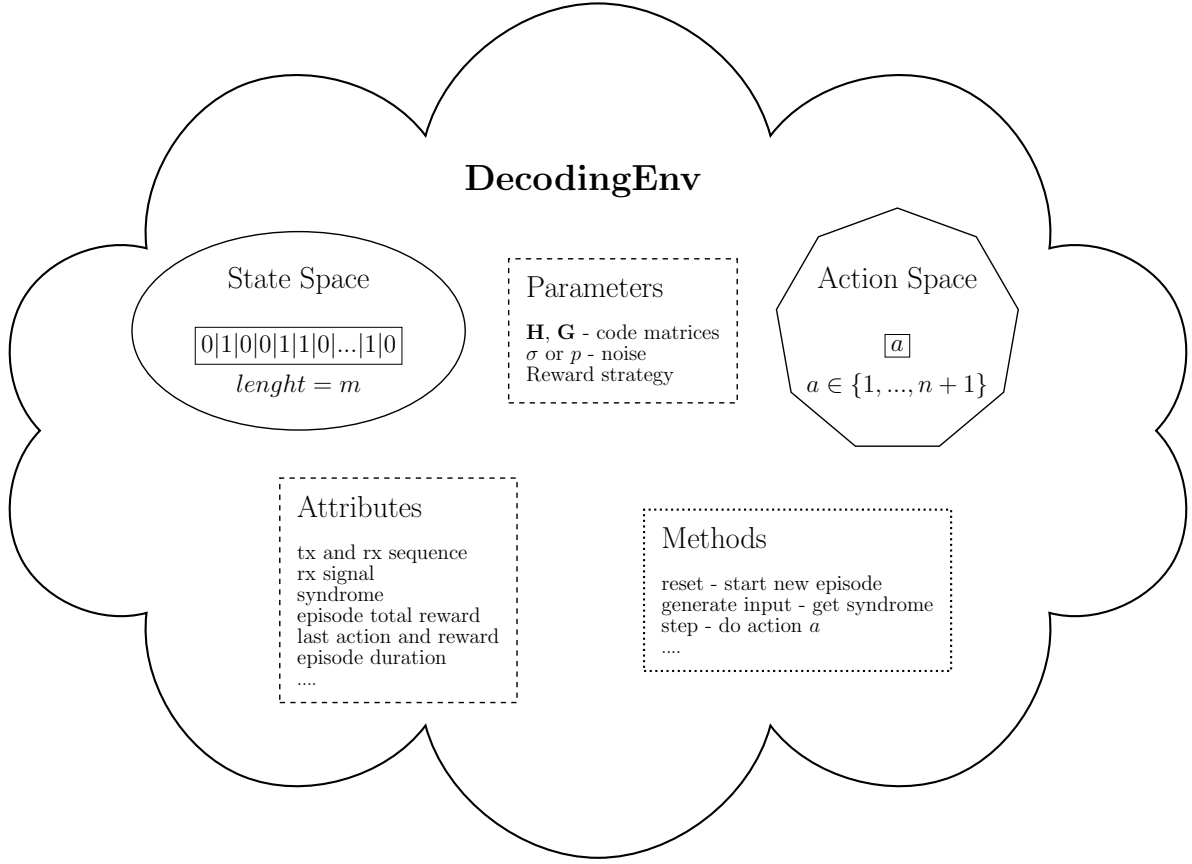 DecodingEnv
State Space
0|1|0|0|1|1|0|...|1|0
lenght = m
Parameters
H, G - code matrices
σ or p - noise
Reward strategy
Action Space
a
a ∈ {1, ..., n + 1}
Attributes
tx and rx sequence
rx signal
syndrome
episode total reward
last action and reward
episode duration
....
Methods
reset - start new episode
generate input - get syndrome
step - do action a
....